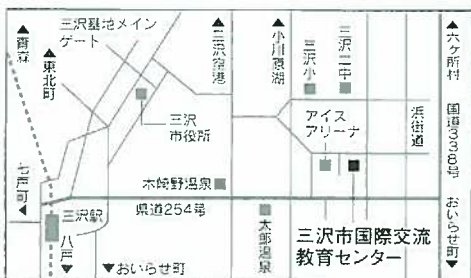 ▲青森
▲東北町
三沢基地メイン
ゲート
▲三沢空港
▲小川原湖
三沢小
三沢二中
▲六ヶ所村
国道338号
浜街道
三沢
市役所
アイス
アリーナ
七戸町▼
木崎野温泉
県道254号
三沢駅
八戸▼
▼おいらせ町
太郎温泉
三沢市国際交流
教育センター
おいらせ町▼